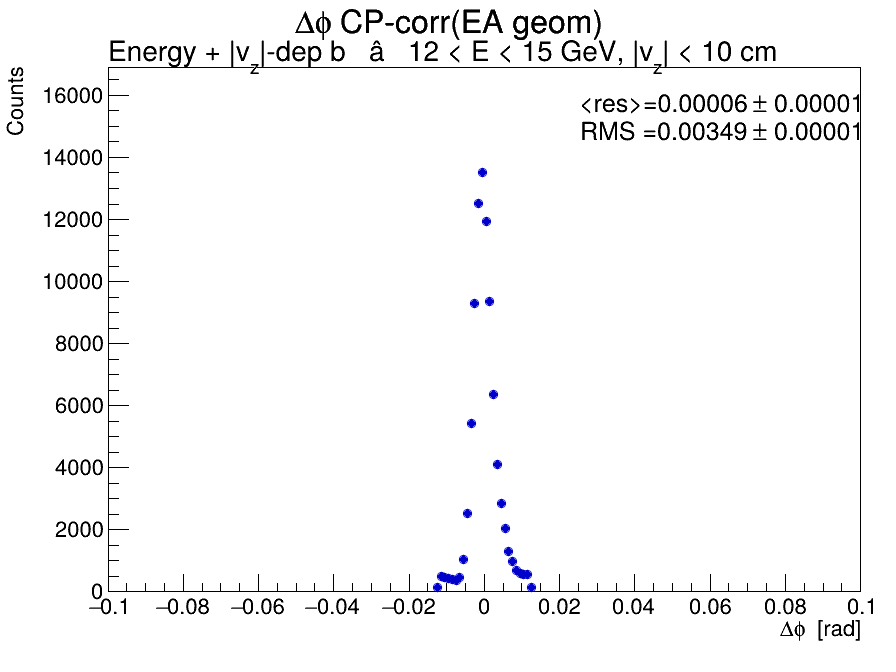 Δϕ CP-corr(EA geom)
Energy + |v_z|-dep b â 12 < E < 15 GeV, |v_z| < 10 cm
Counts
<res>=0.00006 ± 0.00001
RMS =0.00349 ± 0.00001
16000
14000
12000
10000
8000
6000
4000
2000
0
−0.1 −0.08 −0.06 −0.04 −0.02 0 0.02 0.04 0.06 0.08 0.1
Δϕ [rad]